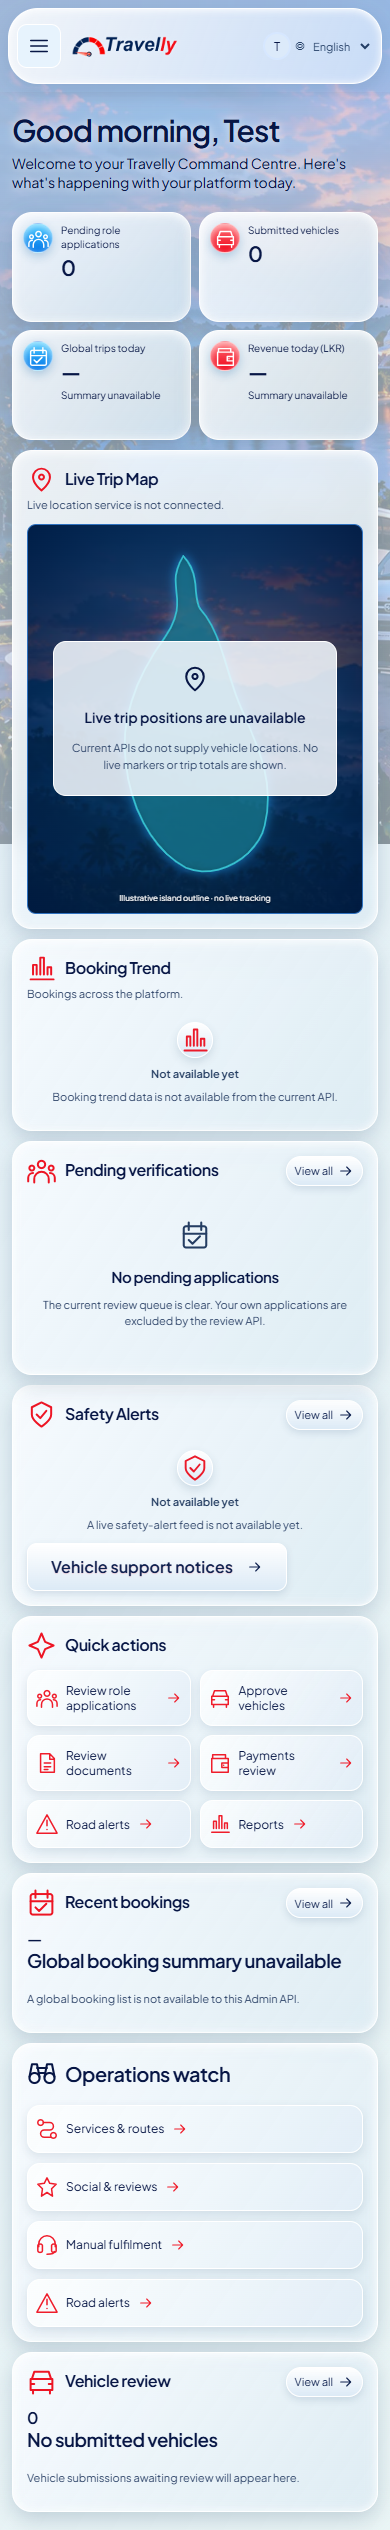 Travelly
T
English
Good morning, Test
Welcome to your Travelly Command Centre. Here's
what's happening with your platform today.
Pending role
applications
0
Submitted vehicles
0
Global trips today
—
Summary unavailable
Revenue today (LKR)
—
Summary unavailable
Live Trip Map
Live location service is not connected.
Live trip positions are unavailable
Current APIs do not supply vehicle locations. No
live markers or trip totals are shown.
Illustrative island outline · no live tracking
Booking Trend
Bookings across the platform.
Not available yet
Booking trend data is not available from the current API.
Pending verifications
View all
No pending applications
The current review queue is clear. Your own applications are
excluded by the review API.
Safety Alerts
View all
Not available yet
A live safety-alert feed is not available yet.
Vehicle support notices
Quick actions
Review role
applications
Approve
vehicles
Review
documents
Payments
review
Road alerts
Reports
Recent bookings
View all
—
Global booking summary unavailable
A global booking list is not available to this Admin API.
Operations watch
Services & routes
Social & reviews
Manual fulfilment
Road alerts
Vehicle review
View all
0
No submitted vehicles
Vehicle submissions awaiting review will appear here.